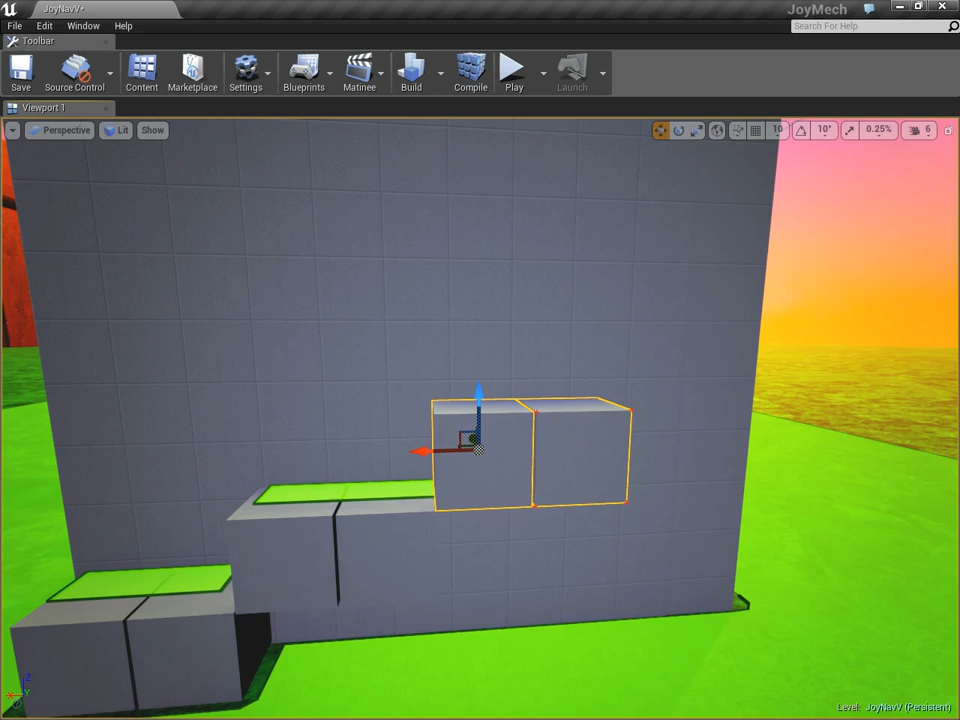 JoyNavV*
JoyMech
File Edit Window Help
Search For Help
Toolbar
Save Source Control Content Marketplace Settings Blueprints Matinee Build Compile Play Launch
Viewport 1
Perspective Lit Show 10 10° 0.25% 6
Z
X Y
Level: JoyNavV (Persistent)